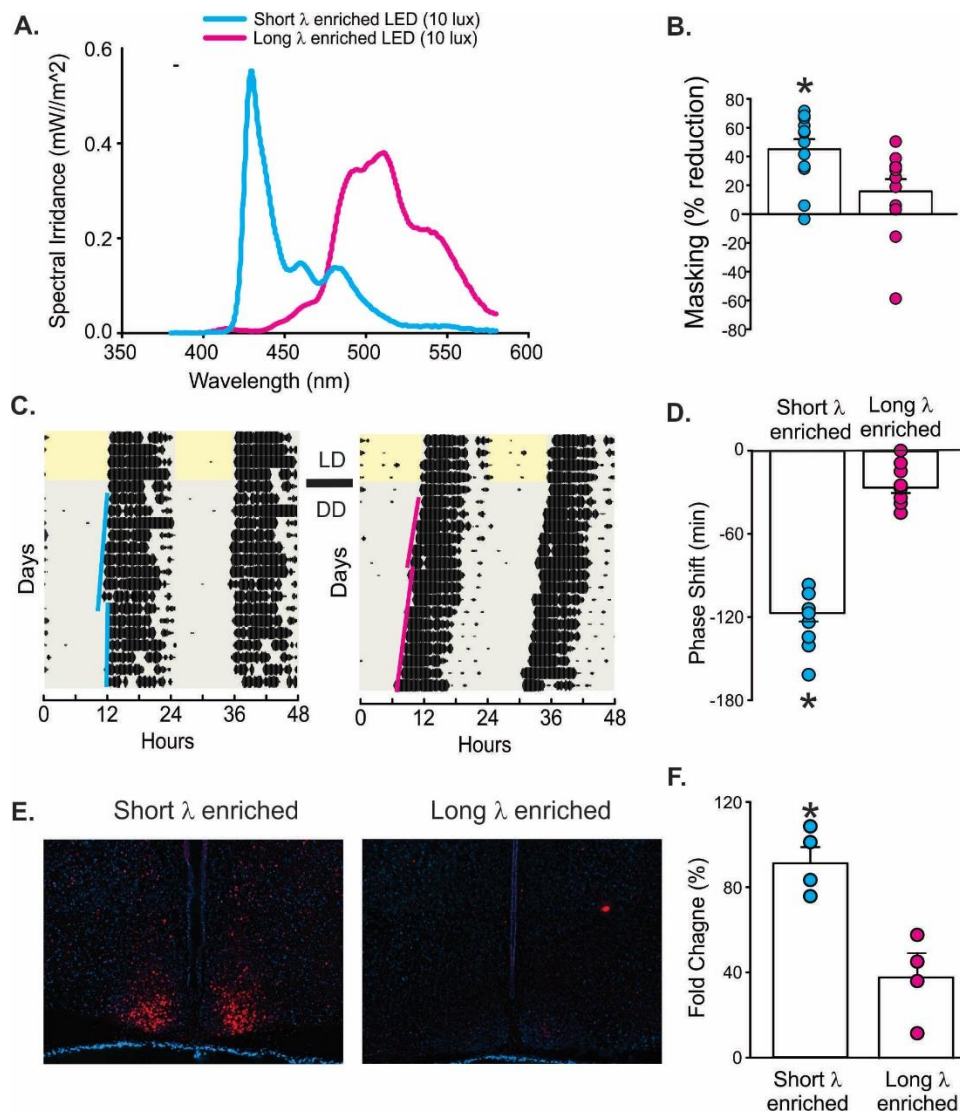 A.
Short λ enriched LED (10 lux)
Long λ enriched LED (10 lux)
Spectral Irridance (mW//m^2)
0.6
0.4
0.2
0.0
350 400 450 500 550 600
Wavelength (nm)
B.
*
Masking (% reduction)
80
60
40
20
0
-20
-40
-60
-80
C.
LD
DD
Days
Days
0 12 24 36 48
0 12 24 36 48
Hours
Hours
D.
Short λ
enriched
Long λ
enriched
Phase Shift (min)
0
-60
-120
-180
*
E.
Short λ enriched
Long λ enriched
F.
*
Fold Chagne (%)
120
80
40
0
Short λ
enriched
Long λ
enriched